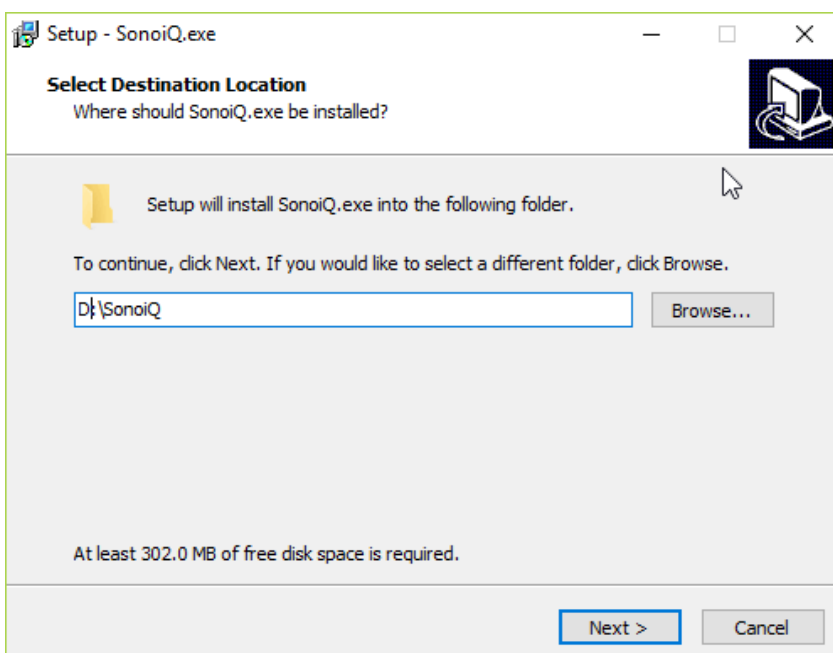 Setup - SonoiQ.exe
Select Destination Location
Where should SonoiQ.exe be installed?
Setup will install SonoiQ.exe into the following folder.
To continue, click Next. If you would like to select a different folder, click Browse.
D:\SonoiQ
Browse...
At least 302.0 MB of free disk space is required.
Next >
Cancel